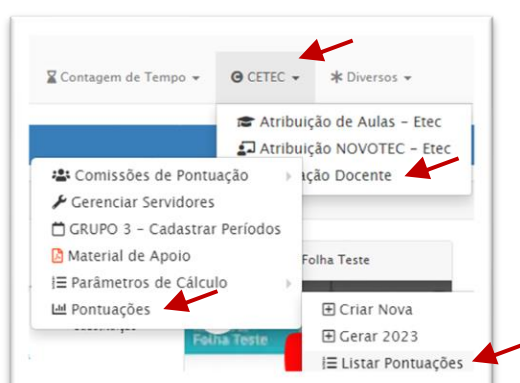 Contagem de Tempo
CETEC
Diversos
Atribuição de Aulas - Etec
Atribuição NOVOTEC - Etec
ação Docente
Comissões de Pontuação
Gerenciar Servidores
GRUPO 3 - Cadastrar Períodos
Material de Apoio
Parâmetros de Cálculo
Pontuações
Folha Teste
Folha Teste
Criar Nova
Gerar 2023
Listar Pontuações